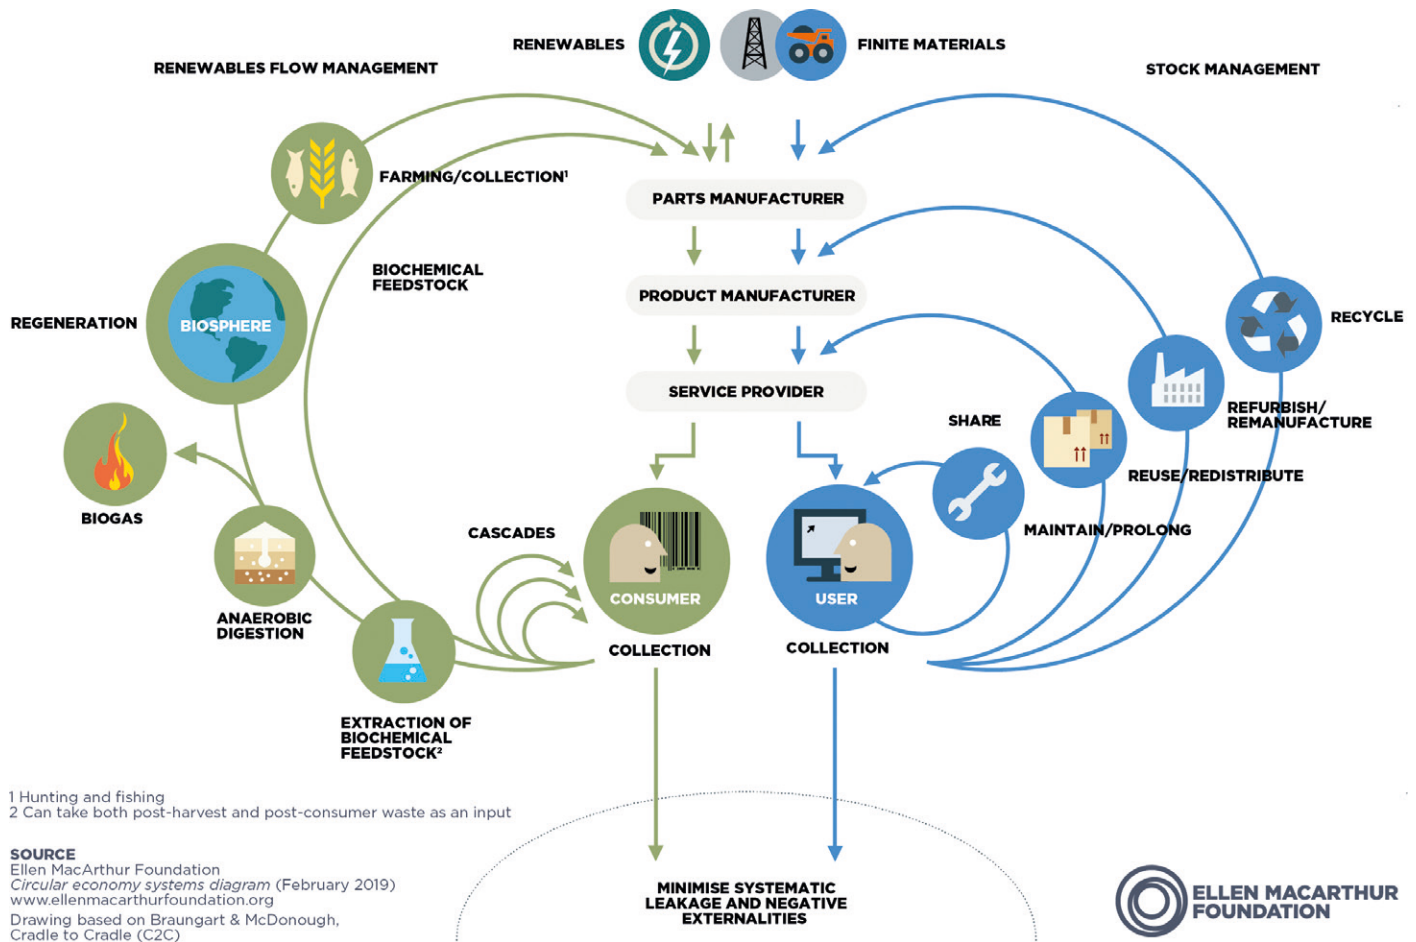 RENEWABLES
FINITE MATERIALS
RENEWABLES FLOW MANAGEMENT
STOCK MANAGEMENT
FARMING/COLLECTION¹
PARTS MANUFACTURER
BIOCHEMICAL
FEEDSTOCK
PRODUCT MANUFACTURER
REGENERATION
BIOSPHERE
RECYCLE
SERVICE PROVIDER
SHARE
REFURBISH/
REMANUFACTURE
REUSE/REDISTRIBUTE
BIOGAS
CASCADES
MAINTAIN/PROLONG
CONSUMER
USER
ANAEROBIC
DIGESTION
COLLECTION
COLLECTION
EXTRACTION OF
BIOCHEMICAL
FEEDSTOCK²
1 Hunting and fishing
2 Can take both post-harvest and post-consumer waste as an input
SOURCE
Ellen MacArthur Foundation
Circular economy systems diagram (February 2019)
www.ellenmacarthurfoundation.org
Drawing based on Braungart & McDonough,
Cradle to Cradle (C2C)
MINIMISE SYSTEMATIC
LEAKAGE AND NEGATIVE
EXTERNALITIES
ELLEN MACARTHUR
FOUNDATION